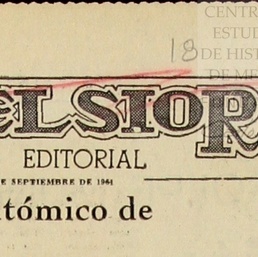 CENTR
ESTUD
DE HIST
DE ME
18
ELSIOR
EDITORIAL
E SEPTIEMBRE DE 1961
tómico de